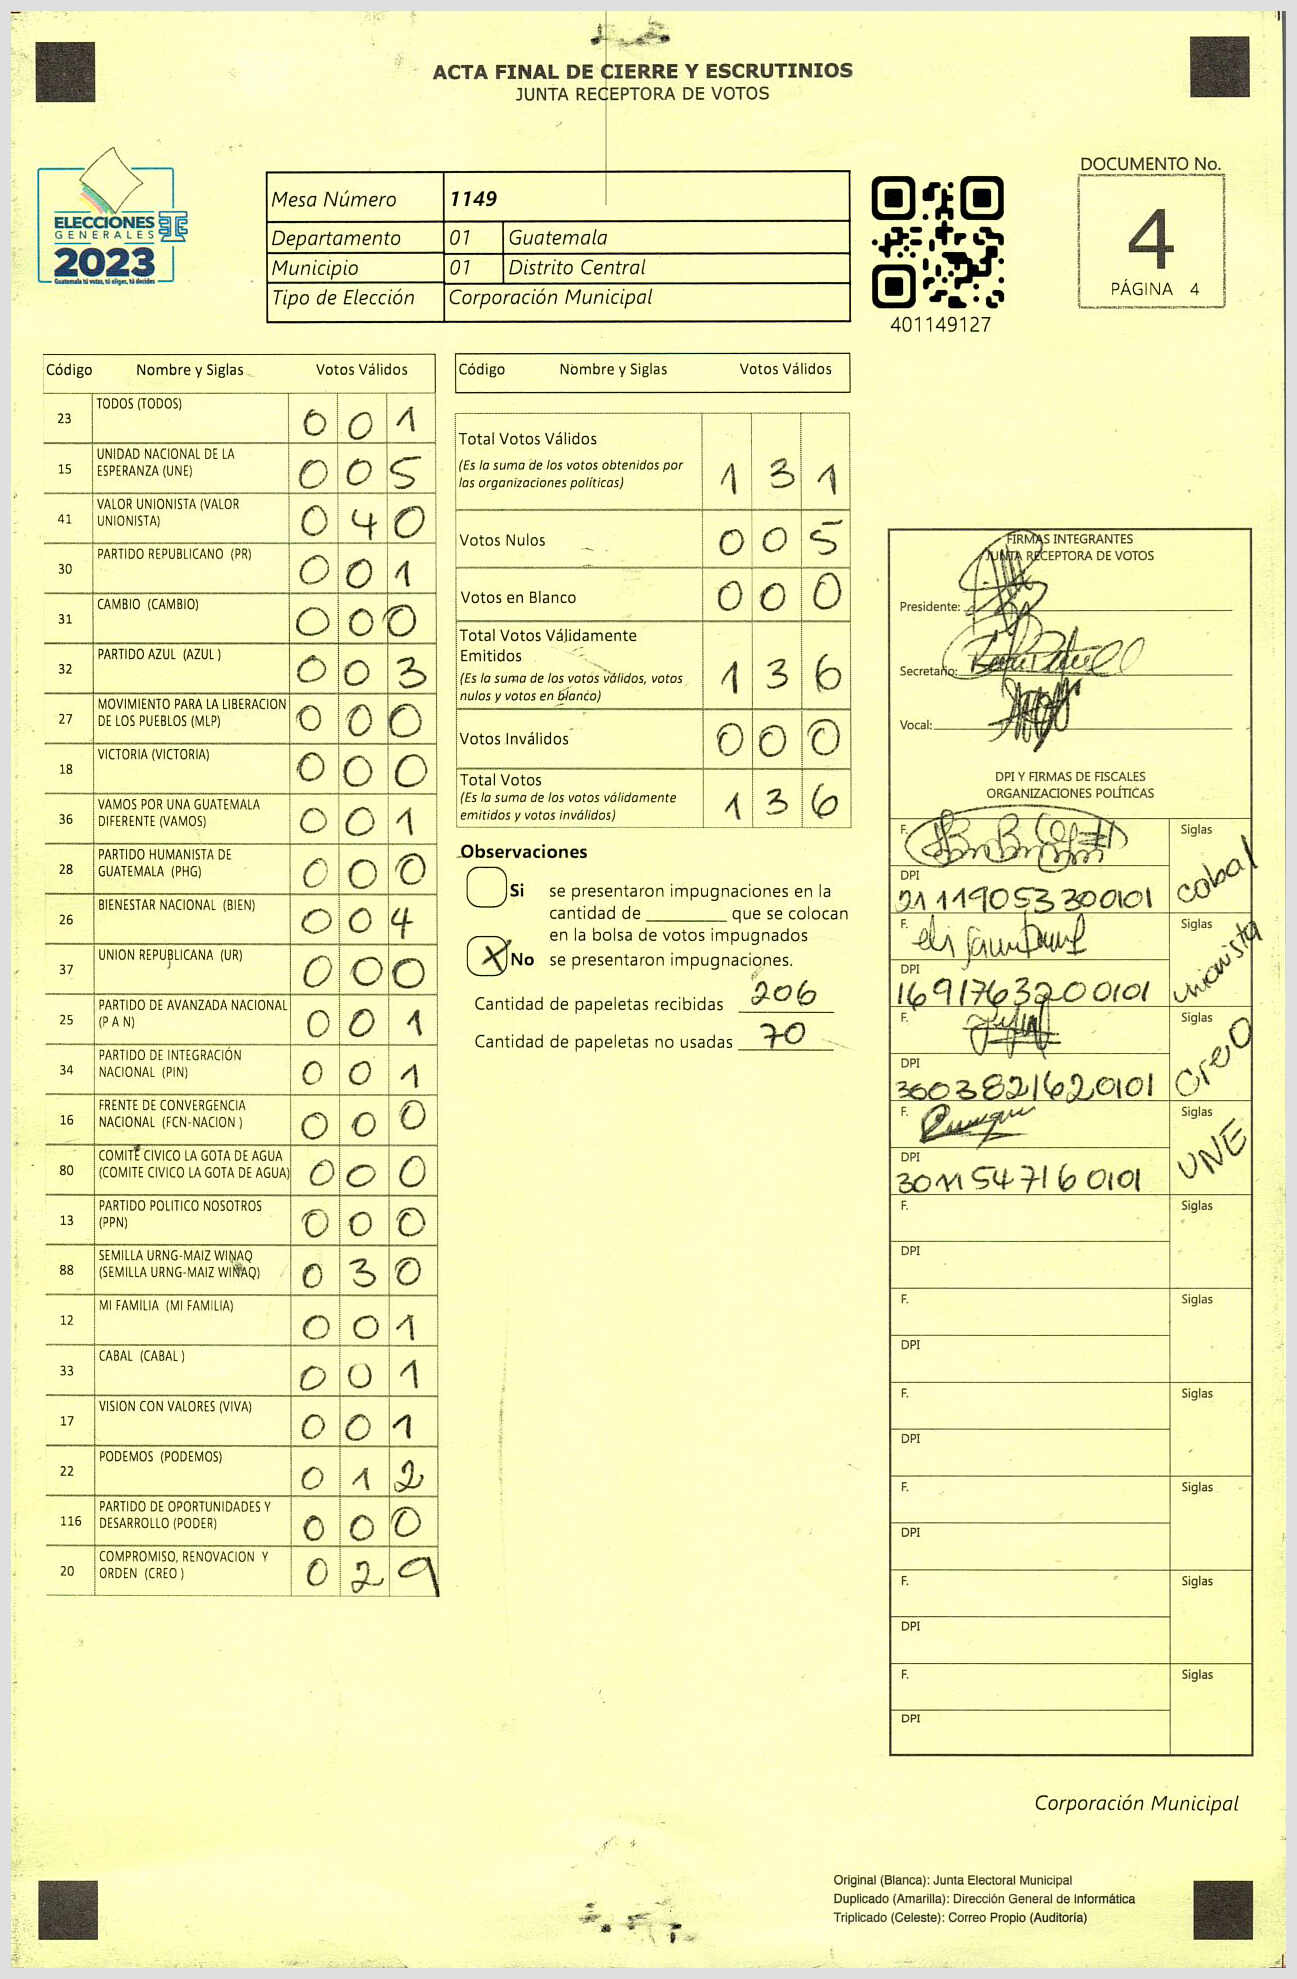 ACTA FINAL DE CIERRE Y ESCRUTINIOS
JUNTA RECEPTORA DE VOTOS
ELECCIONES
GENERALES
2023
Guatemala tú votas, tú eliges, tú decides
Mesa Número 1149
Departamento 01 Guatemala
Municipio 01 Distrito Central
Tipo de Elección Corporación Municipal
401149127
DOCUMENTO No.
4
PÁGINA 4
Código Nombre y Siglas Votos Válidos
23 TODOS (TODOS) 0 0 1
15 UNIDAD NACIONAL DE LA
ESPERANZA (UNE) 0 0 5
41 VALOR UNIONISTA (VALOR
UNIONISTA) 0 4 0
30 PARTIDO REPUBLICANO (PR) 0 0 1
31 CAMBIO (CAMBIO) 0 0 0
32 PARTIDO AZUL (AZUL ) 0 0 3
27 MOVIMIENTO PARA LA LIBERACION
DE LOS PUEBLOS (MLP) 0 0 0
18 VICTORIA (VICTORIA) 0 0 0
36 VAMOS POR UNA GUATEMALA
DIFERENTE (VAMOS) 0 0 1
28 PARTIDO HUMANISTA DE
GUATEMALA (PHG) 0 0 0
26 BIENESTAR NACIONAL (BIEN) 0 0 4
37 UNION REPUBLICANA (UR) 0 0 0
25 PARTIDO DE AVANZADA NACIONAL
(P A N) 0 0 1
34 PARTIDO DE INTEGRACIÓN
NACIONAL (PIN) 0 0 1
16 FRENTE DE CONVERGENCIA
NACIONAL (FCN-NACION ) 0 0 0
80 COMITÉ CIVICO LA GOTA DE AGUA
(COMITE CIVICO LA GOTA DE AGUA) 0 0 0
13 PARTIDO POLITICO NOSOTROS
(PPN) 0 0 0
88 SEMILLA URNG-MAIZ WINAQ
(SEMILLA URNG-MAIZ WINAQ) 0 3 0
12 MI FAMILIA (MI FAMILIA) 0 0 1
33 CABAL (CABAL ) 0 0 1
17 VISION CON VALORES (VIVA) 0 0 1
22 PODEMOS (PODEMOS) 0 1 2
116 PARTIDO DE OPORTUNIDADES Y
DESARROLLO (PODER) 0 0 0
20 COMPROMISO, RENOVACION Y
ORDEN (CREO ) 0 2 9
Código Nombre y Siglas Votos Válidos
Total Votos Válidos
(Es la suma de los votos obtenidos por
las organizaciones políticas) 1 3 1
Votos Nulos 0 0 5
Votos en Blanco 0 0 0
Total Votos Válidamente
Emitidos
(Es la suma de los votos válidos, votos
nulos y votos en blanco) 1 3 6
Votos Inválidos 0 0 0
Total Votos
(Es la suma de los votos válidamente
emitidos y votos inválidos) 1 3 6
Observaciones
Si se presentaron impugnaciones en la
cantidad de ________ que se colocan
en la bolsa de votos impugnados
X No se presentaron impugnaciones.
Cantidad de papeletas recibidas 206
Cantidad de papeletas no usadas 70
FIRMAS INTEGRANTES
JUNTA RECEPTORA DE VOTOS
Presidente:
Secretario:
Vocal:
DPI Y FIRMAS DE FISCALES
ORGANIZACIONES POLÍTICAS
F. Siglas
cabal
DPI
2111905330101
F. Siglas
unionista
DPI
1691763200101
F. Siglas
CreO
DPI
3003821620101
F. Siglas
UNE
DPI
3011547160101
F. Siglas
DPI
F. Siglas
DPI
F. Siglas
DPI
F. Siglas
DPI
F. Siglas
DPI
F. Siglas
DPI
Corporación Municipal
Original (Blanca): Junta Electoral Municipal
Duplicado (Amarilla): Dirección General de Informática
Triplicado (Celeste): Correo Propio (Auditoría)